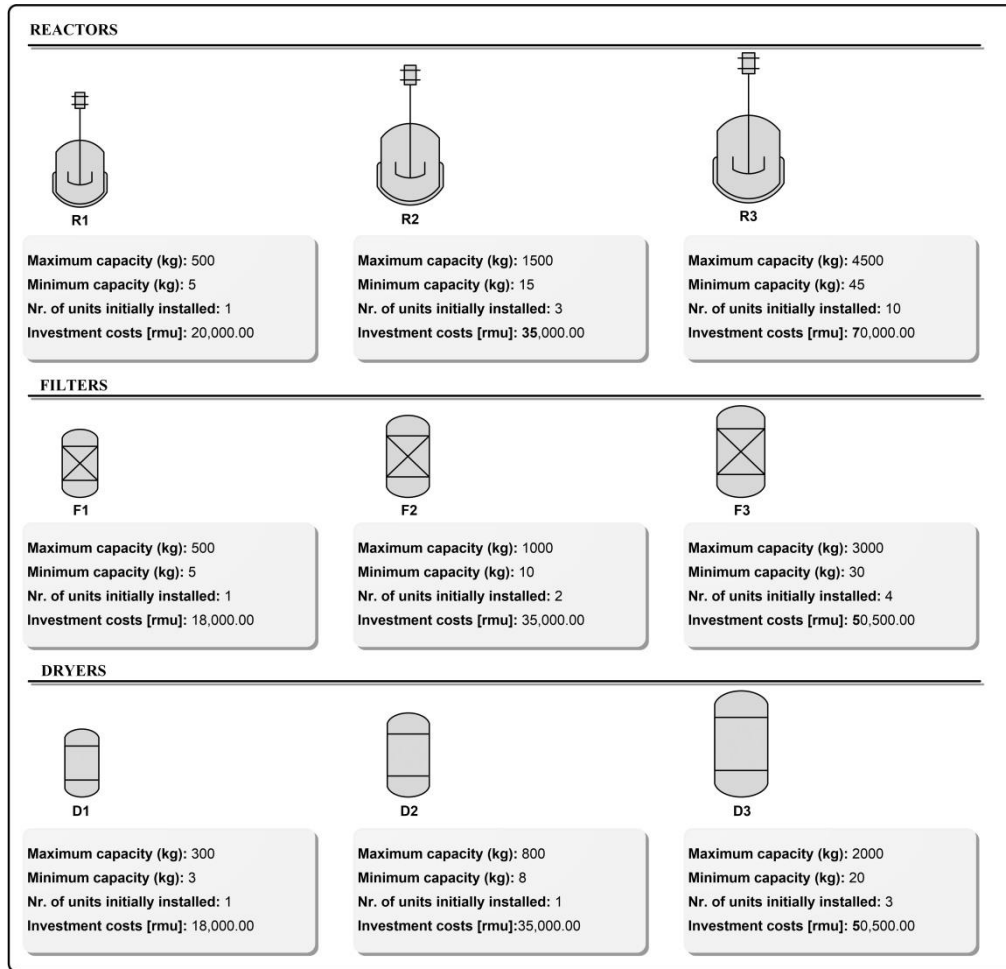 REACTORS
R1 R2 R3
Maximum capacity (kg): 500
Minimum capacity (kg): 5
Nr. of units initially installed: 1
Investment costs [rmu]: 20,000.00
Maximum capacity (kg): 1500
Minimum capacity (kg): 15
Nr. of units initially installed: 3
Investment costs [rmu]: 35,000.00
Maximum capacity (kg): 4500
Minimum capacity (kg): 45
Nr. of units initially installed: 10
Investment costs [rmu]: 70,000.00
FILTERS
F1 F2 F3
Maximum capacity (kg): 500
Minimum capacity (kg): 5
Nr. of units initially installed: 1
Investment costs [rmu]: 18,000.00
Maximum capacity (kg): 1000
Minimum capacity (kg): 10
Nr. of units initially installed: 2
Investment costs [rmu]: 35,000.00
Maximum capacity (kg): 3000
Minimum capacity (kg): 30
Nr. of units initially installed: 4
Investment costs [rmu]: 50,500.00
DRYERS
D1 D2 D3
Maximum capacity (kg): 300
Minimum capacity (kg): 3
Nr. of units initially installed: 1
Investment costs [rmu]: 18,000.00
Maximum capacity (kg): 800
Minimum capacity (kg): 8
Nr. of units initially installed: 1
Investment costs [rmu]:35,000.00
Maximum capacity (kg): 2000
Minimum capacity (kg): 20
Nr. of units initially installed: 3
Investment costs [rmu]: 50,500.00